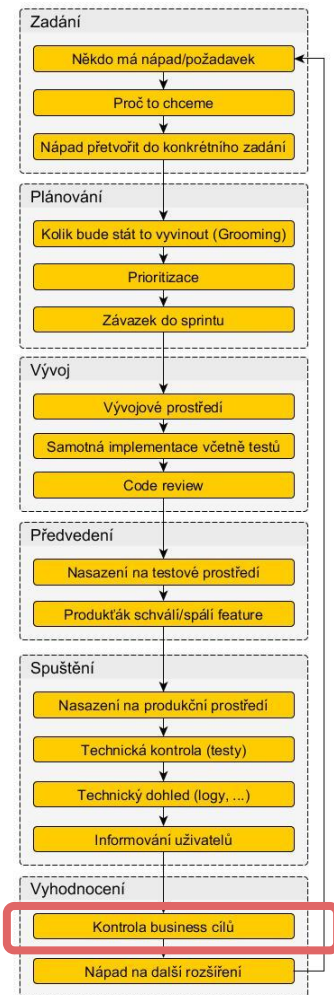 Zadání
Někdo má nápad/požadavek
Proč to chceme
Nápad přetvořit do konkrétního zadání
Plánování
Kolik bude stát to vyvinout (Grooming)
Prioritizace
Závazek do sprintu
Vývoj
Vývojové prostředí
Samotná implementace včetně testů
Code review
Předvedení
Nasazení na testové prostředí
Produkťák schválí/spálí feature
Spuštění
Nasazení na produkční prostředí
Technická kontrola (testy)
Technický dohled (logy, ...)
Informování uživatelů
Vyhodnocení
Kontrola business cílů
Nápad na další rozšíření